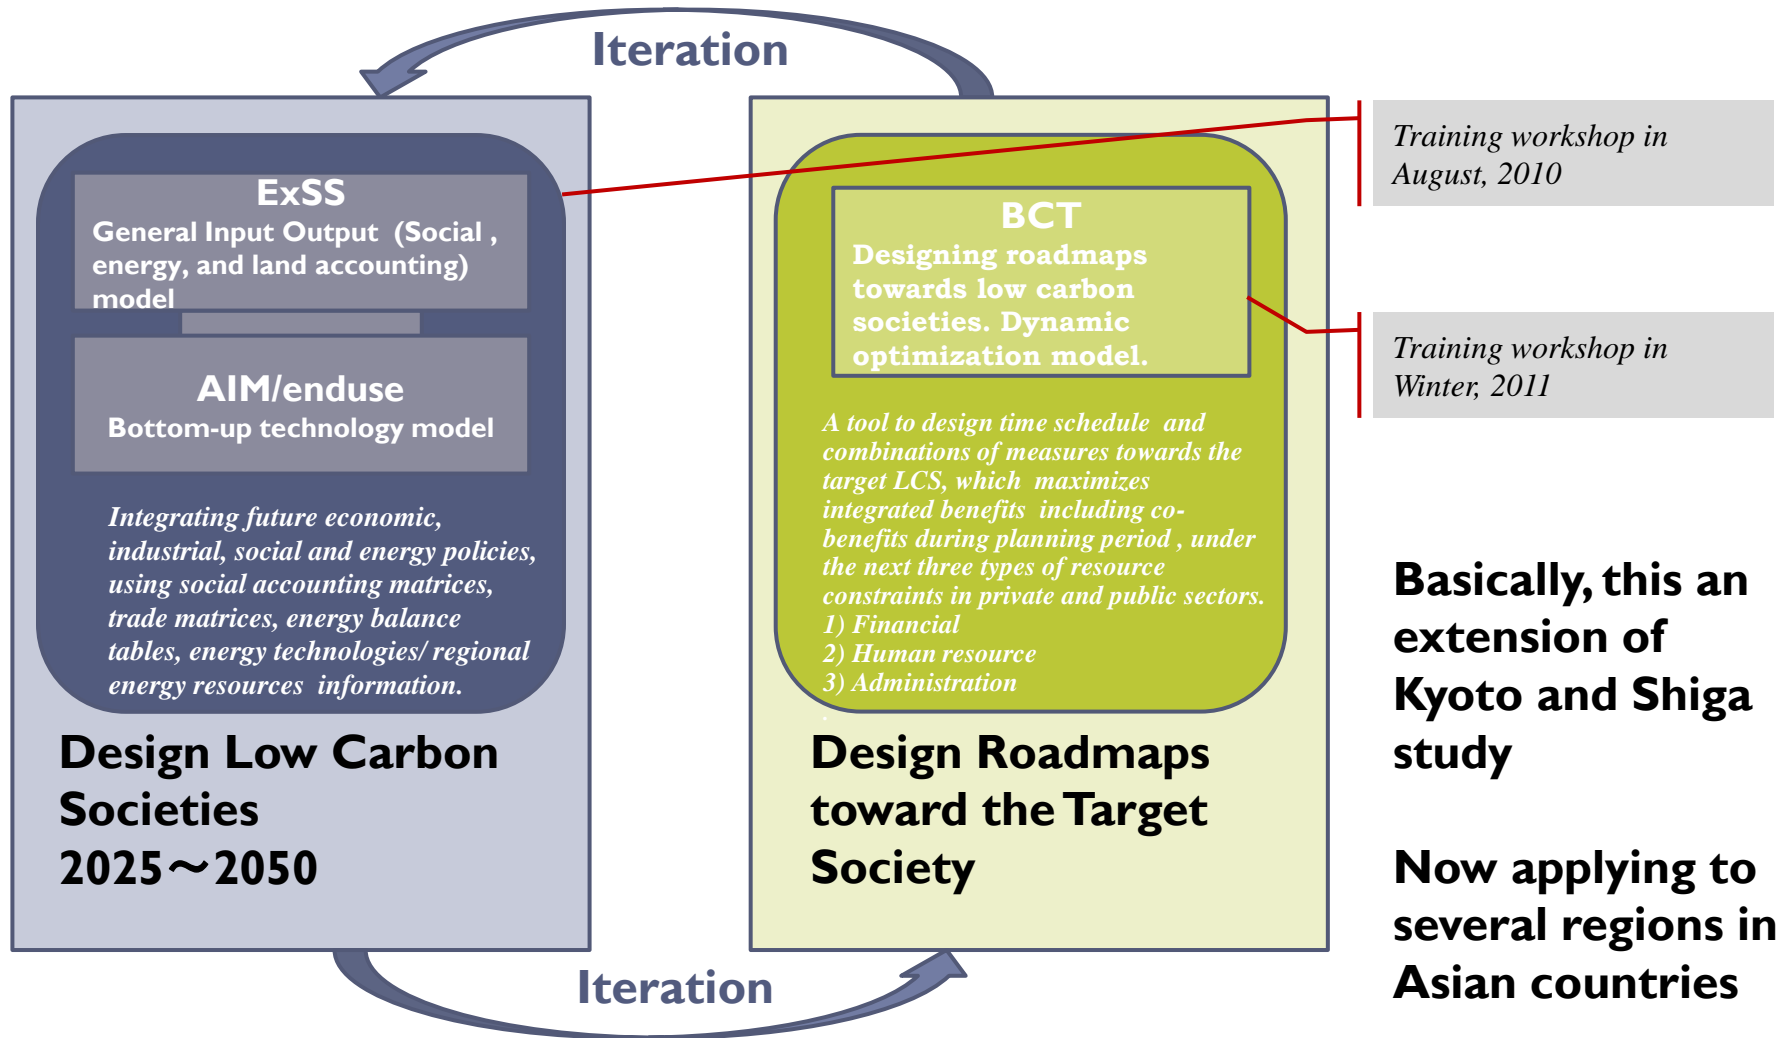 Iteration
ExSS
General Input Output (Social ,
energy, and land accounting)
model
AIM/enduse
Bottom-up technology model
Integrating future economic,
industrial, social and energy policies,
using social accounting matrices,
trade matrices, energy balance
tables, energy technologies/ regional
energy resources information.
Design Low Carbon
Societies
2025～2050
BCT
Designing roadmaps
towards low carbon
societies. Dynamic
optimization model.
A tool to design time schedule and
combinations of measures towards the
target LCS, which maximizes
integrated benefits including co-
benefits during planning period , under
the next three types of resource
constraints in private and public sectors.
1) Financial
2) Human resource
3) Administration
.
Design Roadmaps
toward the Target
Society
Iteration
Training workshop in
August, 2010
Training workshop in
Winter, 2011
Basically, this an
extension of
Kyoto and Shiga
study
Now applying to
several regions in
Asian countries